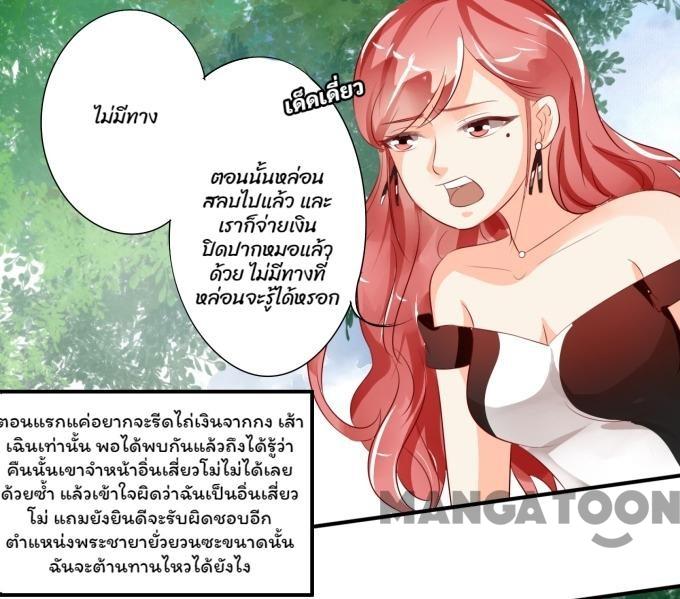 ไม่มีทาง
เด็ดเดี่ยว
ตอนนั้นหล่อน
สลบไปแล้ว และ
เราก็จ่ายเงิน
ปิดปากหมอแล้ว
ด้วย ไม่มีทางที่
หล่อนจะรู้ได้หรอก
ตอนแรกแค่อยากจะรีดไถ่เงินจากกง เส้า
เฉินเท่านั้น พอได้พบกันแล้วถึงได้รู้ว่า
คืนนั้นเขาจำหน้าอิ่นเสี่ยวโม่ไม่ได้เลย
ด้วยซ้ำ แล้วเข้าใจผิดว่าฉันเป็นอิ่นเสี่ยว
โม่ แถมยังยินดีจะรับผิดชอบอีก
ตำแหน่งพระชายายั่วยวนซะขนาดนั้น
ฉันจะต้านทานไหวได้ยังไง
MANGATOON